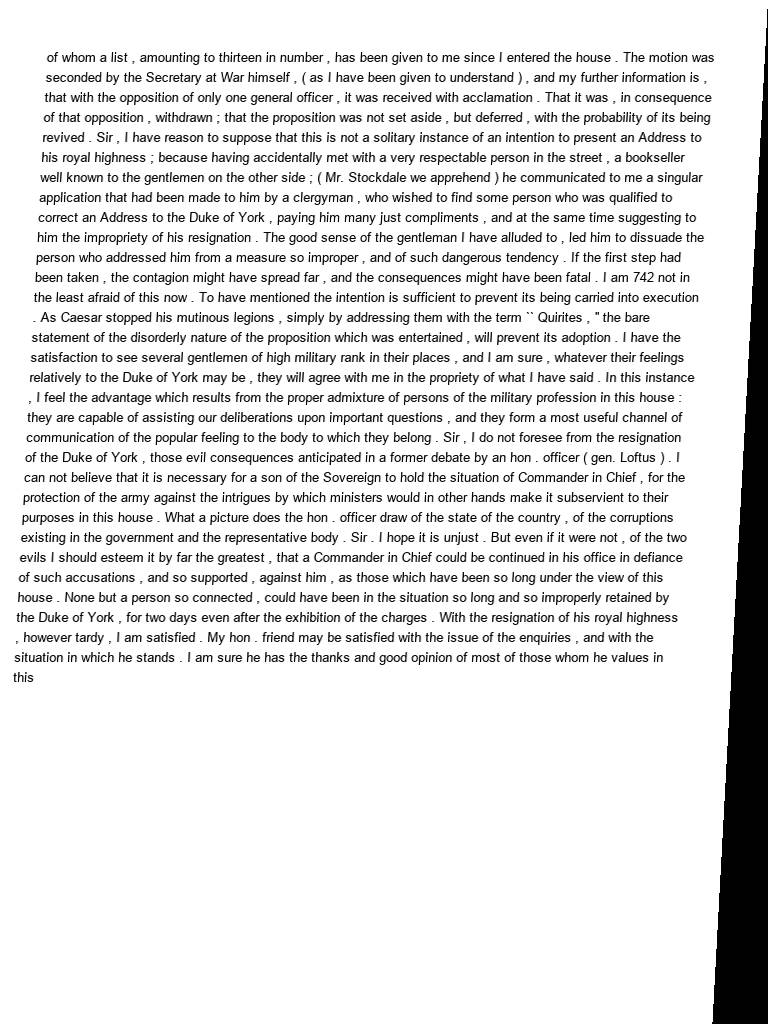 of whom a list , amounting to thirteen in number , has been given to me since I entered the house . The motion was
seconded by the Secretary at War himself , ( as I have been given to understand ) , and my further information is ,
that with the opposition of only one general officer , it was received with acclamation . That it was , in consequence
of that opposition , withdrawn ; that the proposition was not set aside , but deferred , with the probability of its being
revived . Sir , I have reason to suppose that this is not a solitary instance of an intention to present an Address to
his royal highness ; because having accidentally met with a very respectable person in the street , a bookseller
well known to the gentlemen on the other side ; ( Mr. Stockdale we apprehend ) he communicated to me a singular
application that had been made to him by a clergyman , who wished to find some person who was qualified to
correct an Address to the Duke of York , paying him many just compliments , and at the same time suggesting to
him the impropriety of his resignation . The good sense of the gentleman I have alluded to , led him to dissuade the
person who addressed him from a measure so improper , and of such dangerous tendency . If the first step had
been taken , the contagion might have spread far , and the consequences might have been fatal . I am 742 not in
the least afraid of this now . To have mentioned the intention is sufficient to prevent its being carried into execution
. As Caesar stopped his mutinous legions , simply by addressing them with the term `` Quirites , " the bare
statement of the disorderly nature of the proposition which was entertained , will prevent its adoption . I have the
satisfaction to see several gentlemen of high military rank in their places , and I am sure , whatever their feelings
relatively to the Duke of York may be , they will agree with me in the propriety of what I have said . In this instance
, I feel the advantage which results from the proper admixture of persons of the military profession in this house :
they are capable of assisting our deliberations upon important questions , and they form a most useful channel of
communication of the popular feeling to the body to which they belong . Sir , I do not foresee from the resignation
of the Duke of York , those evil consequences anticipated in a former debate by an hon . officer ( gen. Loftus ) . I
can not believe that it is necessary for a son of the Sovereign to hold the situation of Commander in Chief , for the
protection of the army against the intrigues by which ministers would in other hands make it subservient to their
purposes in this house . What a picture does the hon . officer draw of the state of the country , of the corruptions
existing in the government and the representative body . Sir . I hope it is unjust . But even if it were not , of the two
evils I should esteem it by far the greatest , that a Commander in Chief could be continued in his office in defiance
of such accusations , and so supported , against him , as those which have been so long under the view of this
house . None but a person so connected , could have been in the situation so long and so improperly retained by
the Duke of York , for two days even after the exhibition of the charges . With the resignation of his royal highness
, however tardy , I am satisfied . My hon . friend may be satisfied with the issue of the enquiries , and with the
situation in which he stands . I am sure he has the thanks and good opinion of most of those whom he values in
this